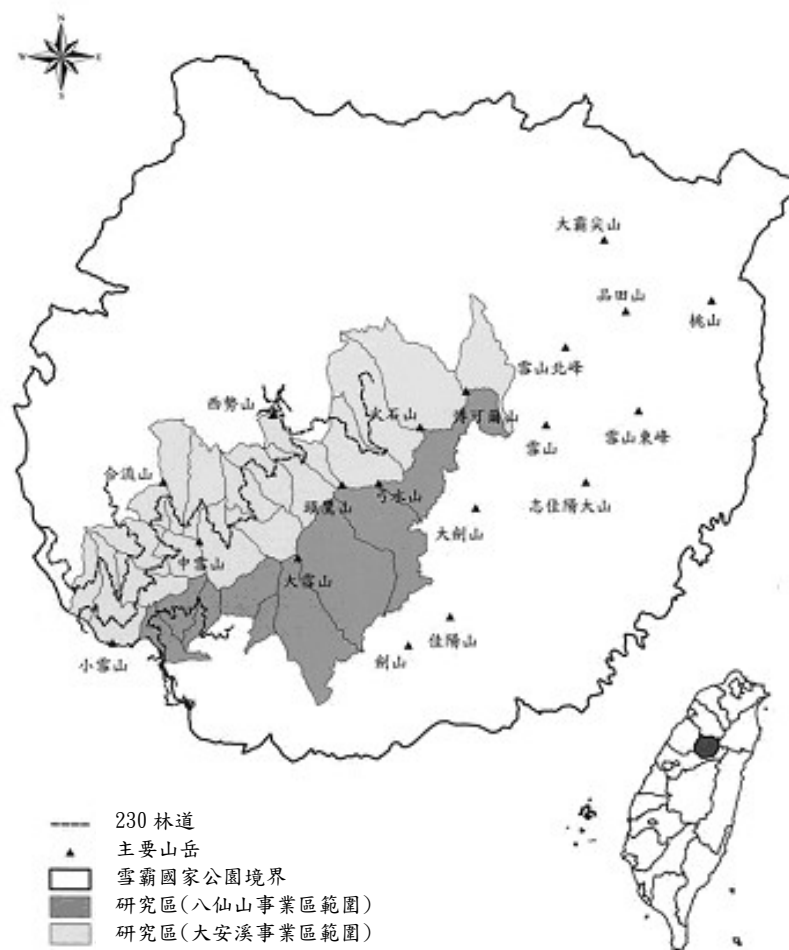 N
W
E
S
大霸尖山
品田山
桃山
雪山北峰
西勢山
火石山
博可爾山
雪山
雪山東峰
合流山
頭鷹山
弓水山
志佳陽大山
大劍山
中雪山
大雪山
佳陽山
小雪山
劍山
230 林道
主要山岳
雪霸國家公園境界
研究區(八仙山事業區範圍)
研究區(大安溪事業區範圍)